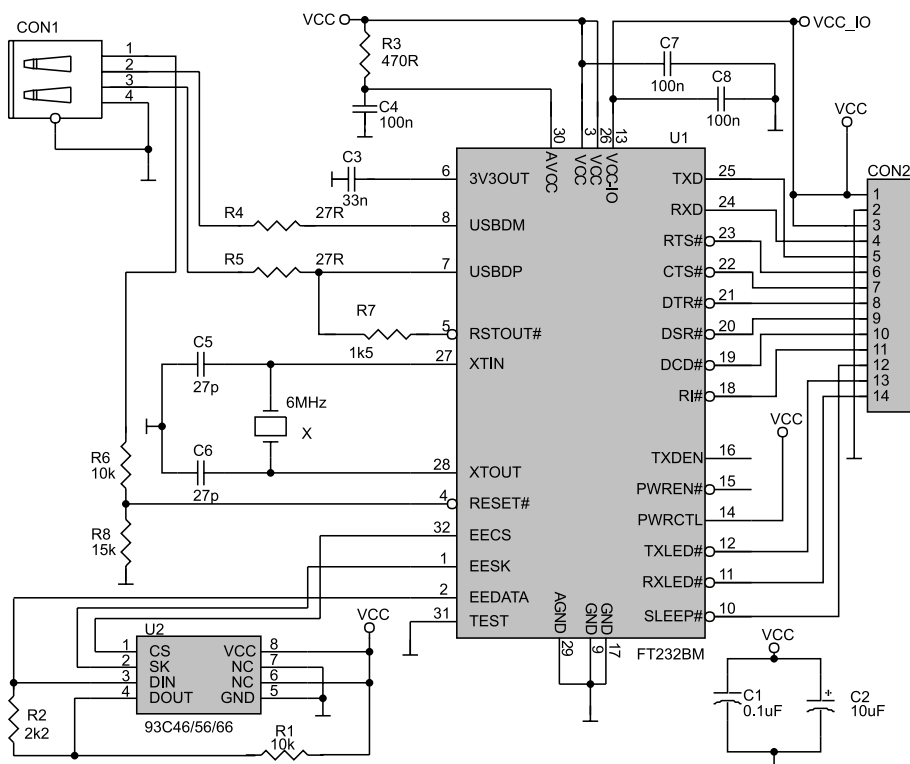 CON1
1
2
3
4
VCC
VCC_IO
R3
470R
C4
100n
C7
100n
C8
100n
VCC
C3
33n
U1
CON2
30
3
26
13
AVCC
VCC
VCC
VCC-IO
6 3V3OUT
R4 27R
8 USBDM
R5 27R
7 USBDP
R7
1k5
5 RSTOUT#
27 XTIN
C5
27p
6MHz
X
C6
27p
28 XTOUT
R6
10k
4 RESET#
R8
15k
32 EECS
1 EESK
2 EEDATA
31 TEST
TXD 25
RXD 24
RTS# 23
CTS# 22
DTR# 21
DSR# 20
DCD# 19
RI# 18
TXDEN 16
PWREN# 15
PWRCTL 14
TXLED# 12
RXLED# 11
SLEEP# 10
1
2
3
4
5
6
7
8
9
10
11
12
13
14
VCC
AGND
GND
GND
29
9
17
FT232BM
U2
1 CS VCC 8
2 SK NC 7
3 DIN NC 6
4 DOUT GND 5
93C46/56/66
VCC
R2
2k2
R1
10k
VCC
C1
0.1uF
+
C2
10uF